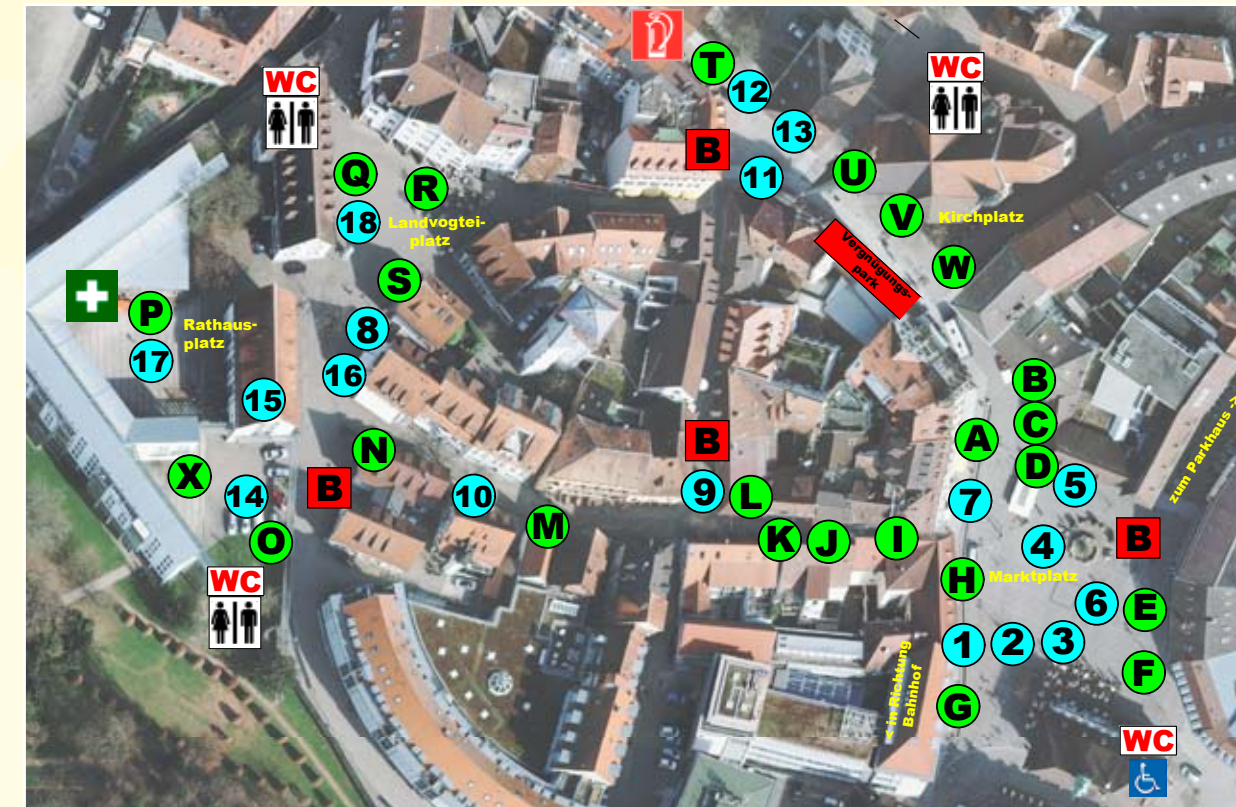 WC
T
WC
12
13
B
11
U
Q
R
18
Landvogtei-
platz
V
Kirchplatz
Vergnügungs-
park
W
S
P
Rathaus-
platz
17
8
16
15
B
C
A
D
zum Parkhaus ->
N
B
X
14
B
10
9
L
7
5
M
O
K
J
I
4
B
WC
H
Marktplatz
6
E
1
2
3
F
< in Richtung
Bahnhof
G
WC